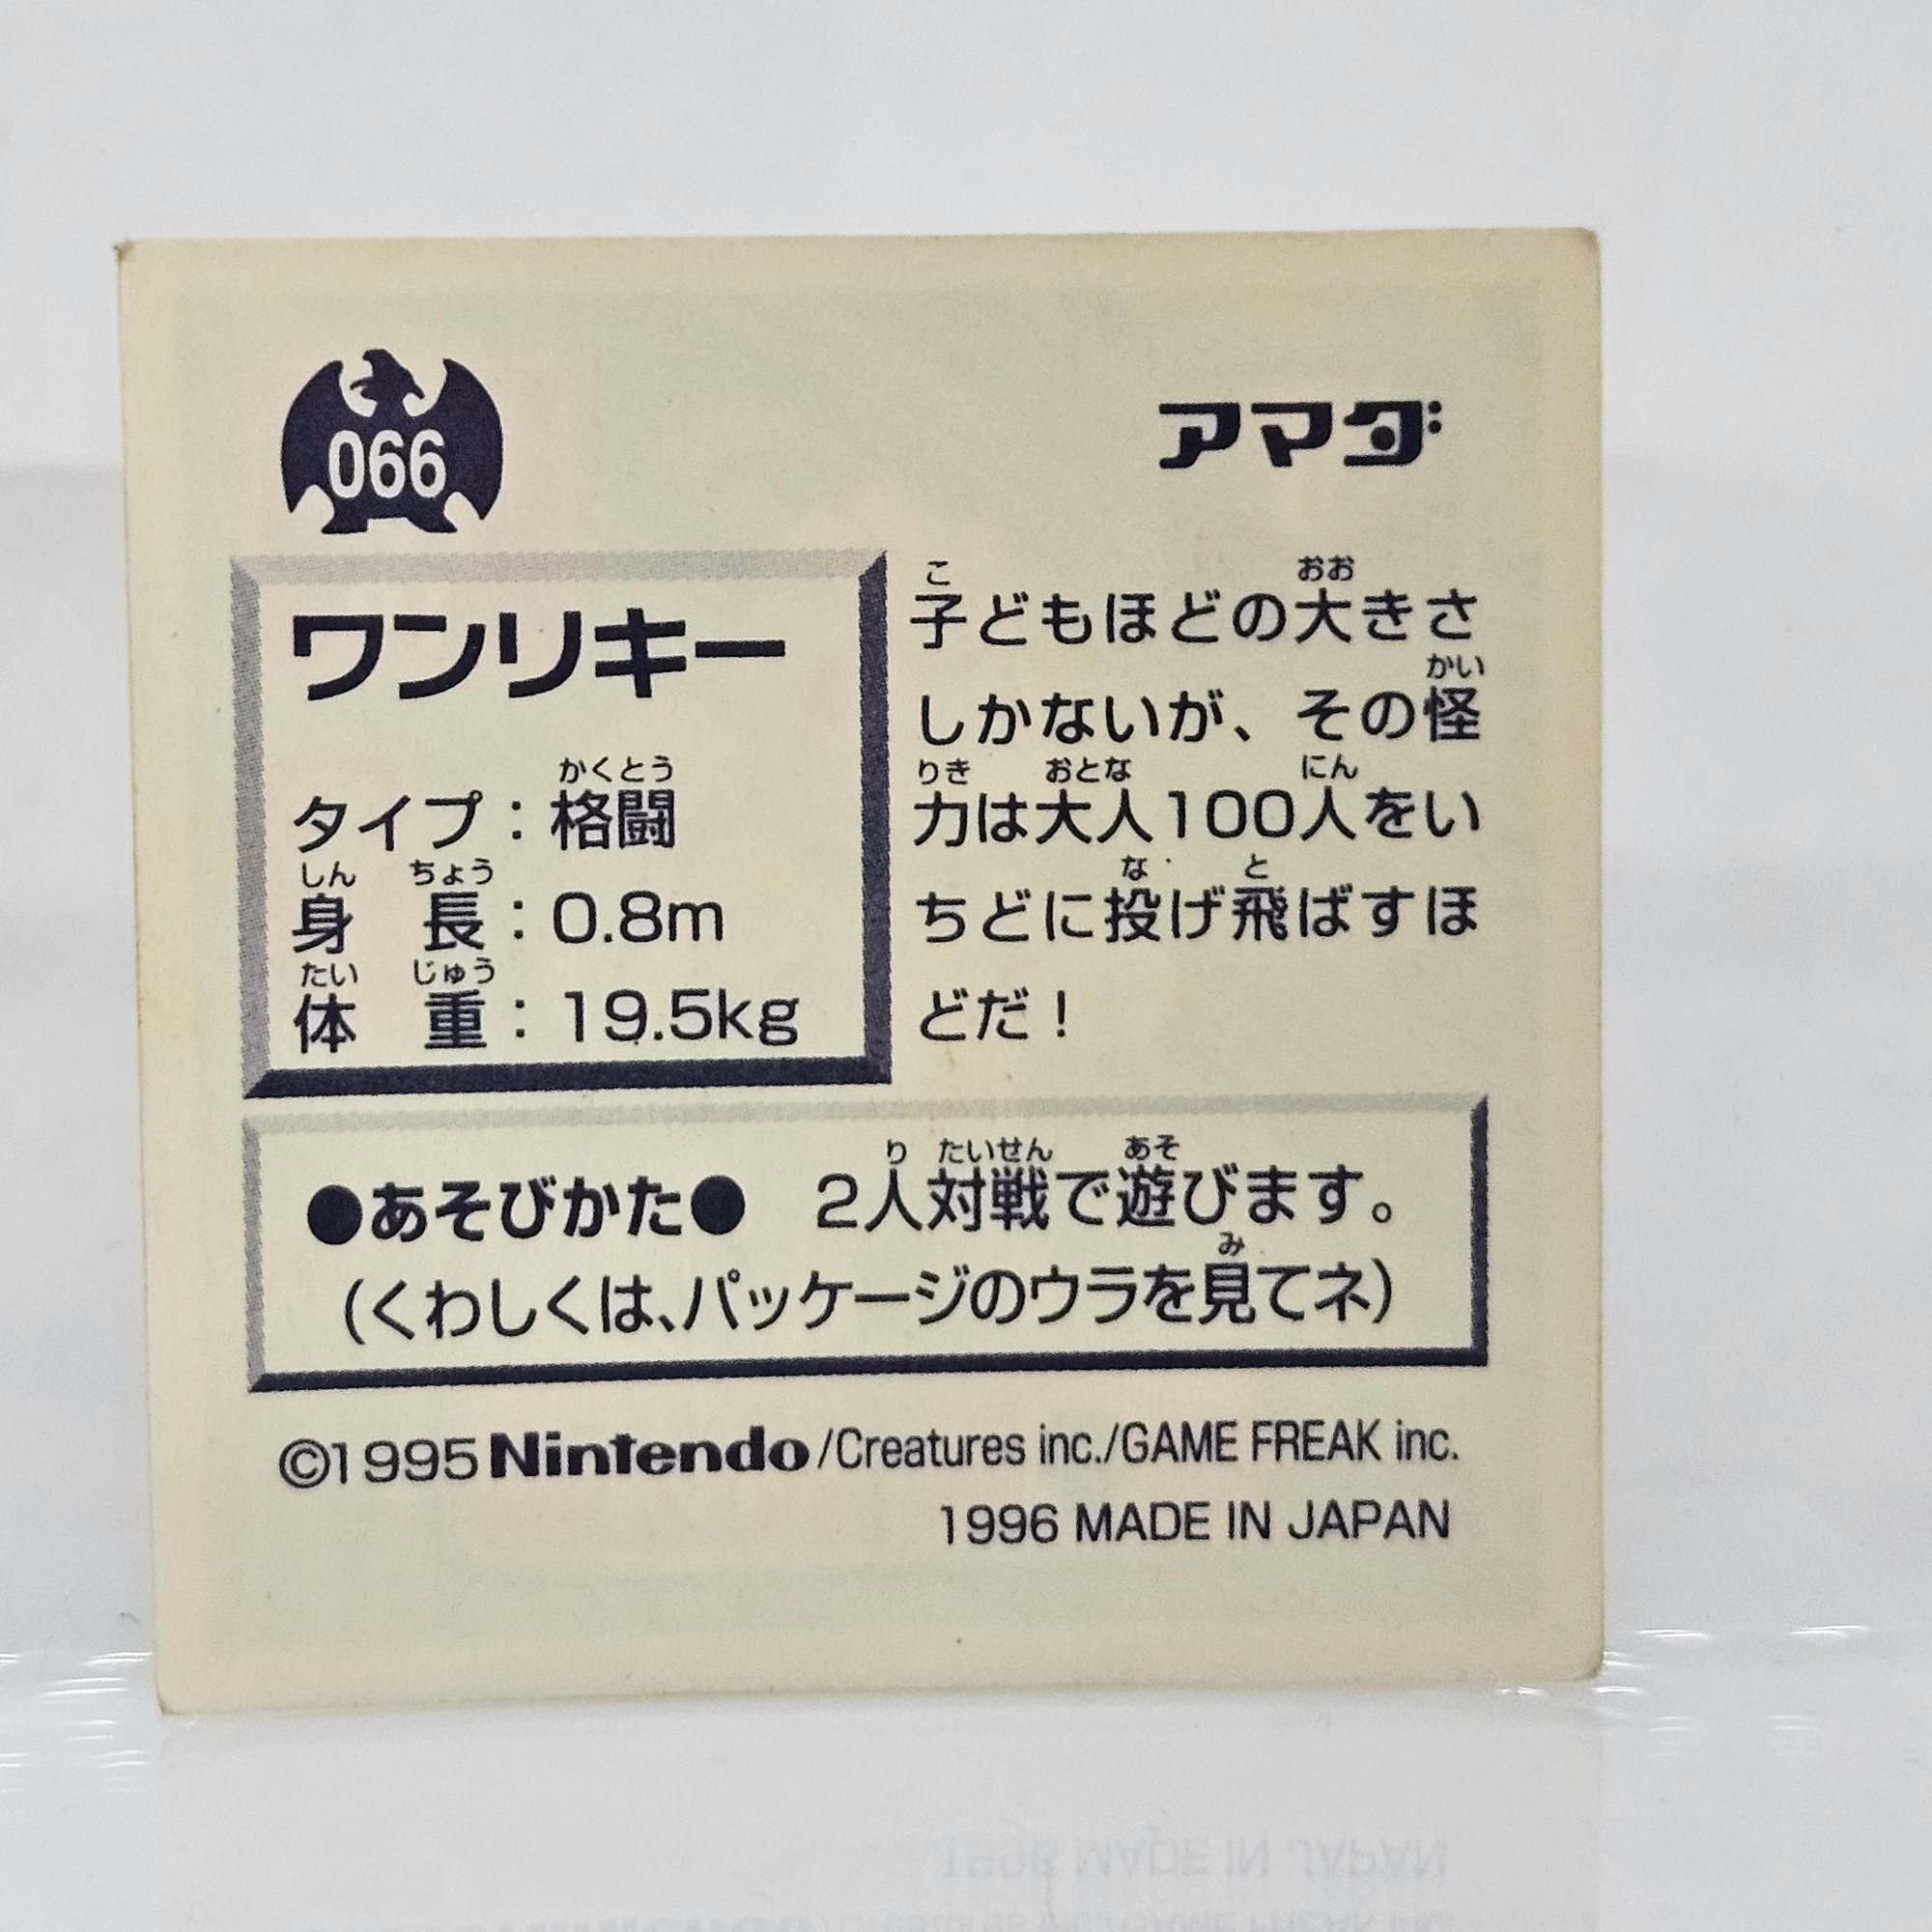 066
アマダ
ワンリキー
タイプ：格闘
身長：0.8m
体重：19.5kg
子どもほどの大きさ
しかないが、その怪
力は大人100人をい
ちどに投げ飛ばすほ
どだ！
●あそびかた● 2人対戦で遊びます。
(くわしくは、パッケージのウラを見てネ)
©1995 Nintendo/Creatures inc./GAME FREAK inc.
1996 MADE IN JAPAN